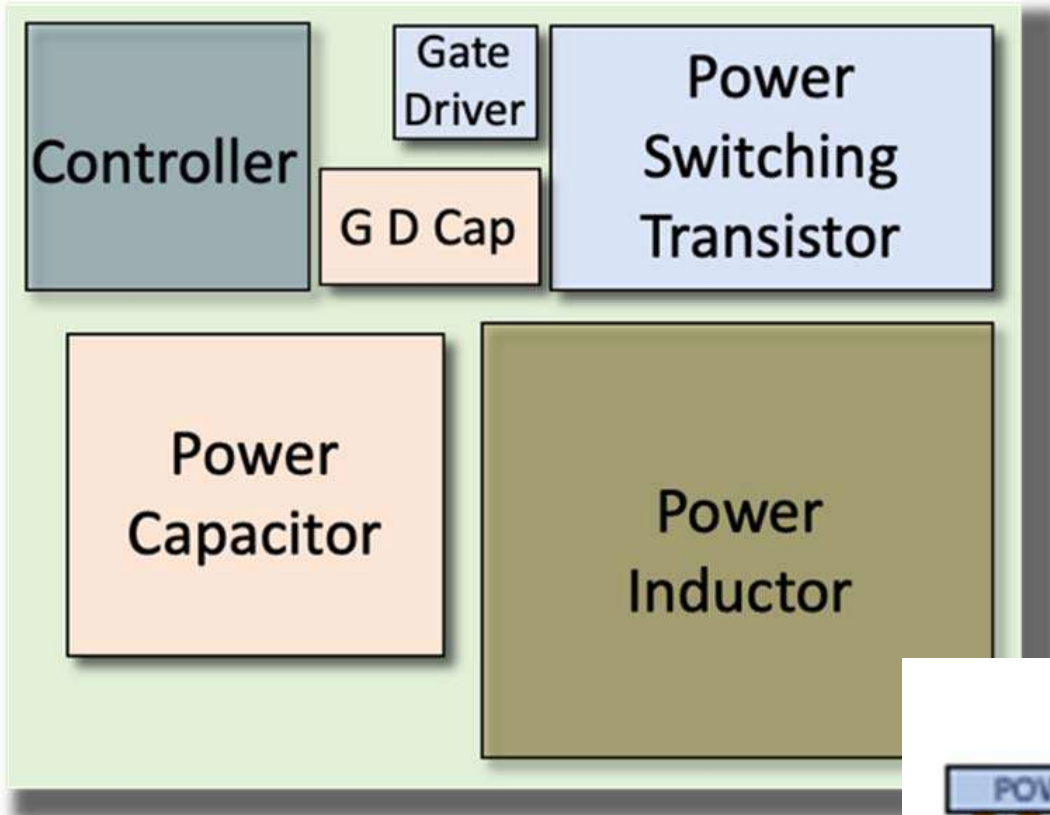 Controller
Gate
Driver
G D Cap
Power
Switching
Transistor
Power
Capacitor
Power
Inductor